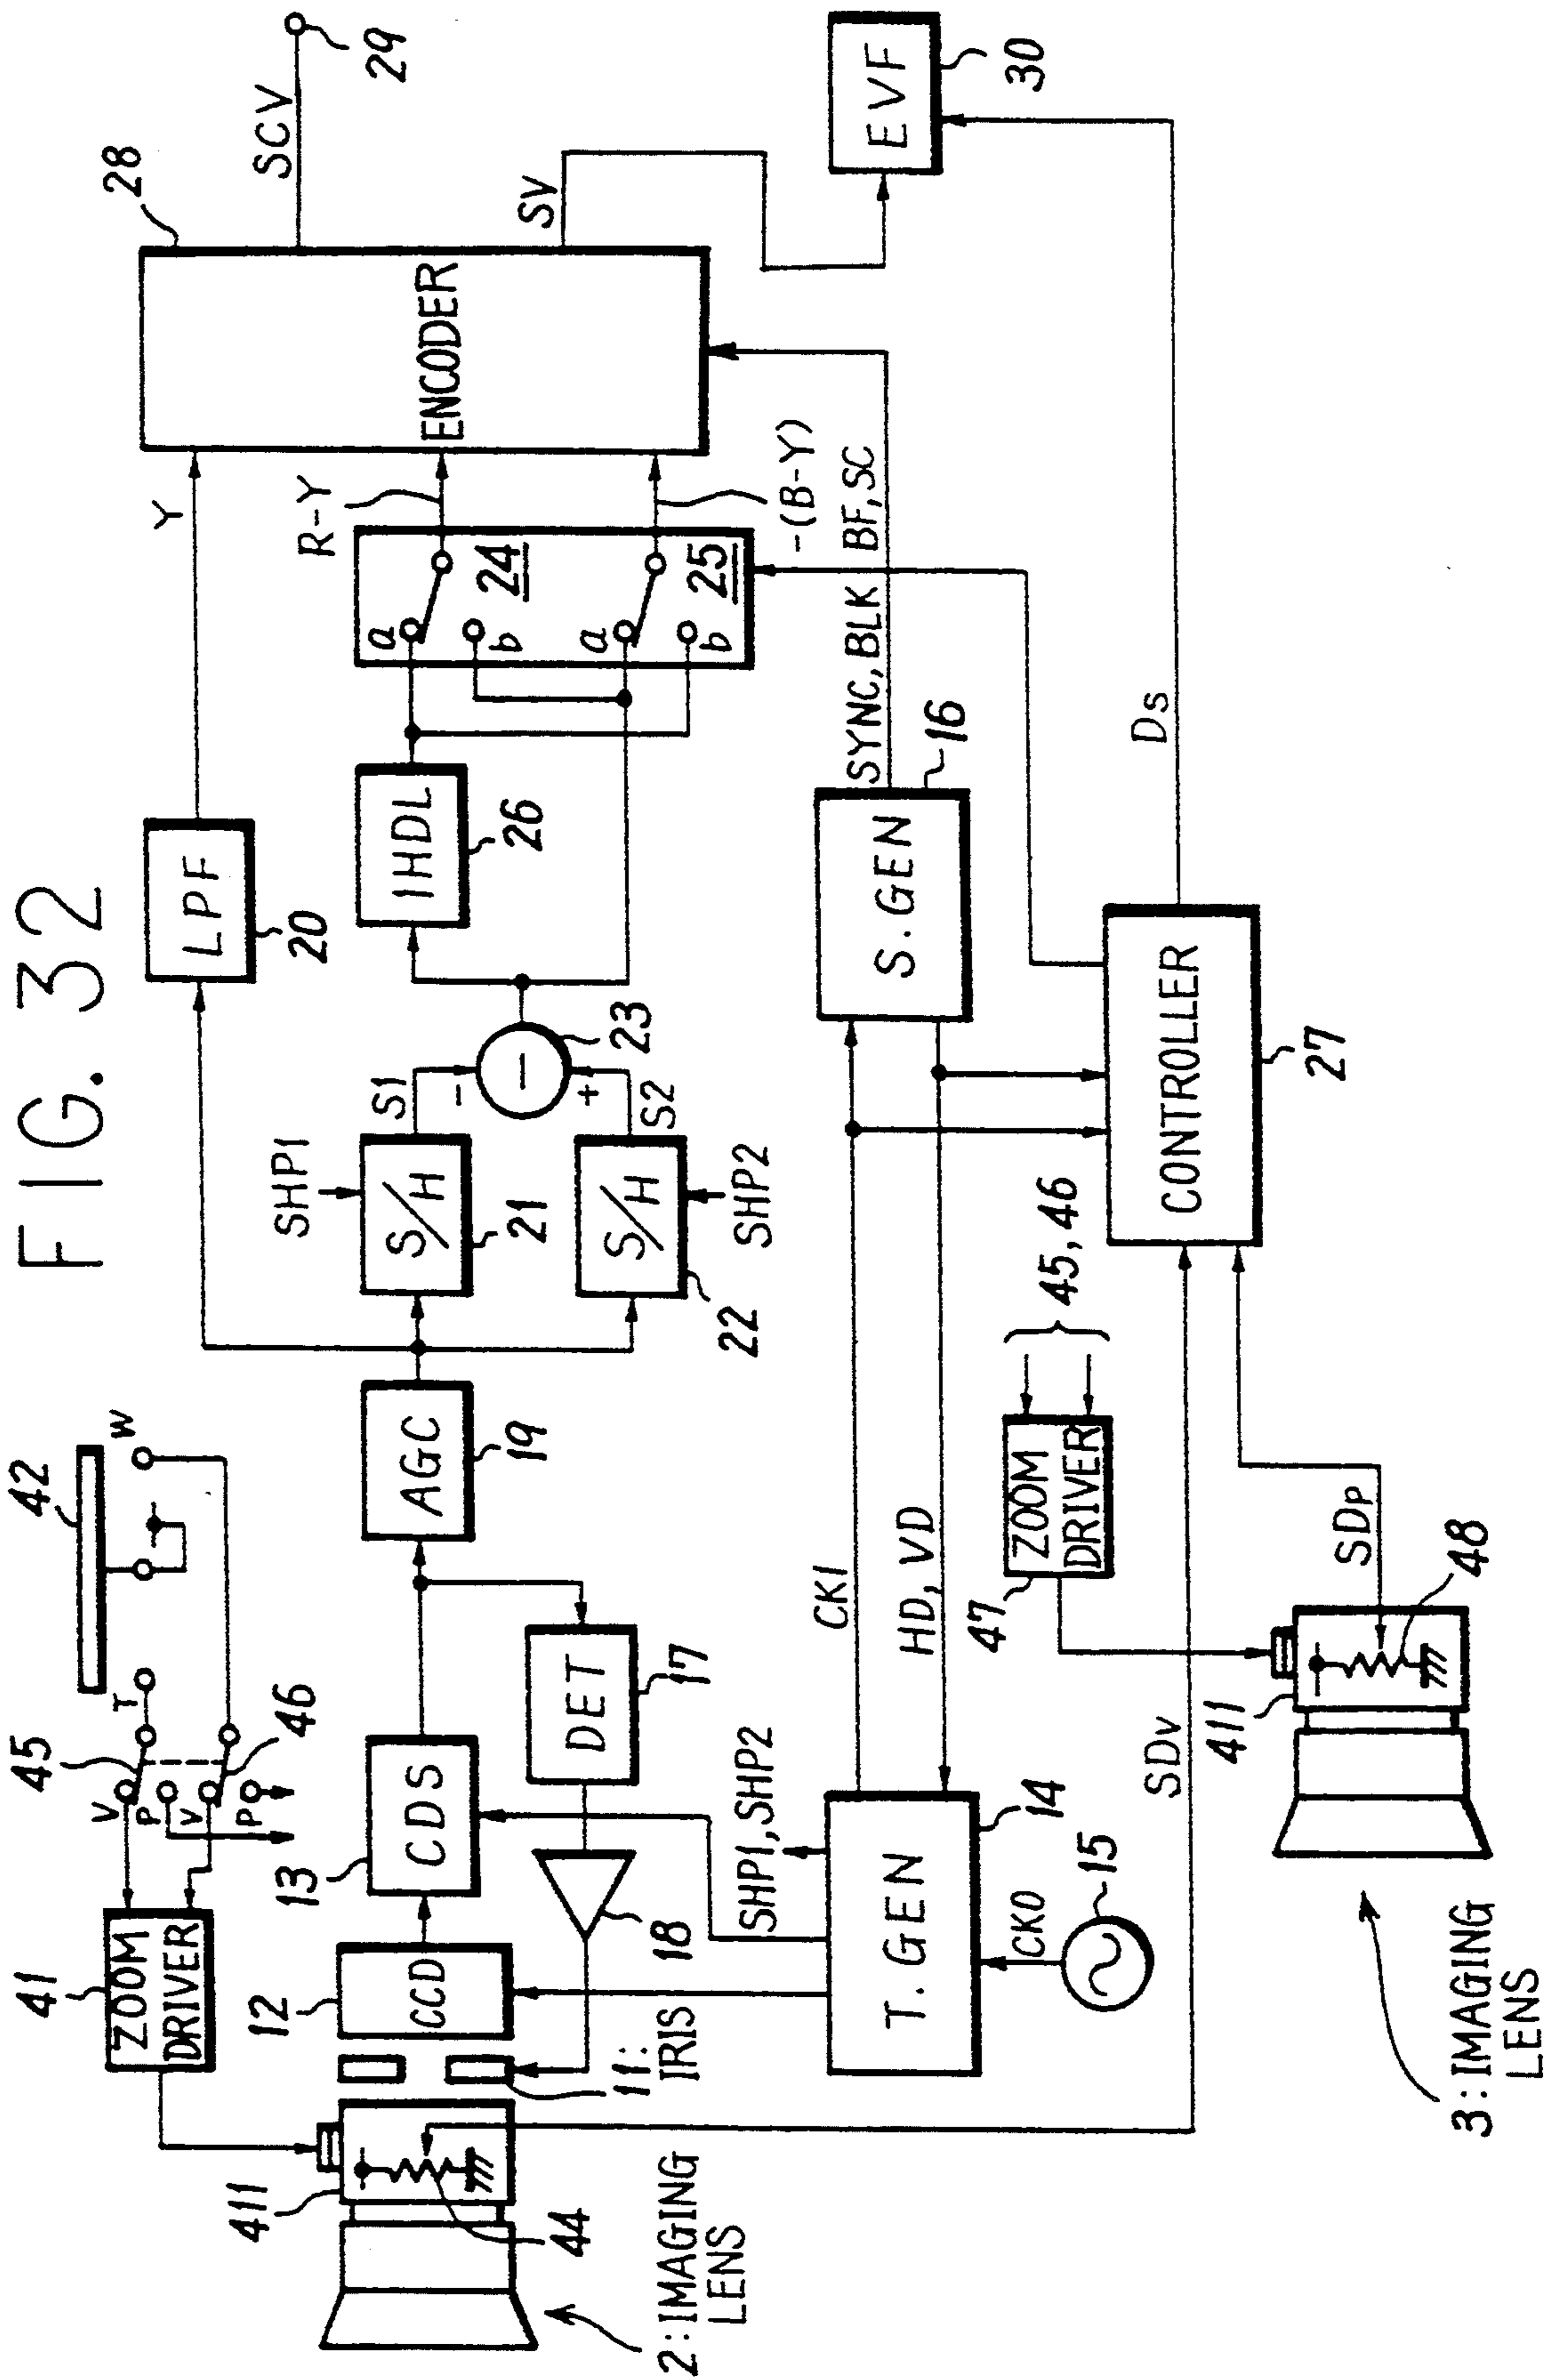 FIG. 32
42
W
T
45
46
V
P
V
P
41
ZOOM
DRIVER
411
44
2: IMAGING
LENS
11:
IRIS
12
CCD
13
CDS
DET
17
18
AGC
19
LPF
20
Y
SHP1
S/H
21
S1
−
−
23
+
S2
S/H
22
SHP2
1HDL
26
a
24
b
a
25
b
R-Y
-(B-Y)
ENCODER
28
SCV
29
SV
EVF
30
SYNC, BLK BF, SC
S. GEN
16
CK1
HD, VD
SHP1, SHP2
T. GEN
14
CK0
15
CONTROLLER
27
Ds
SDv
45, 46
ZOOM
DRIVER
47
SDp
48
411
3: IMAGING
LENS